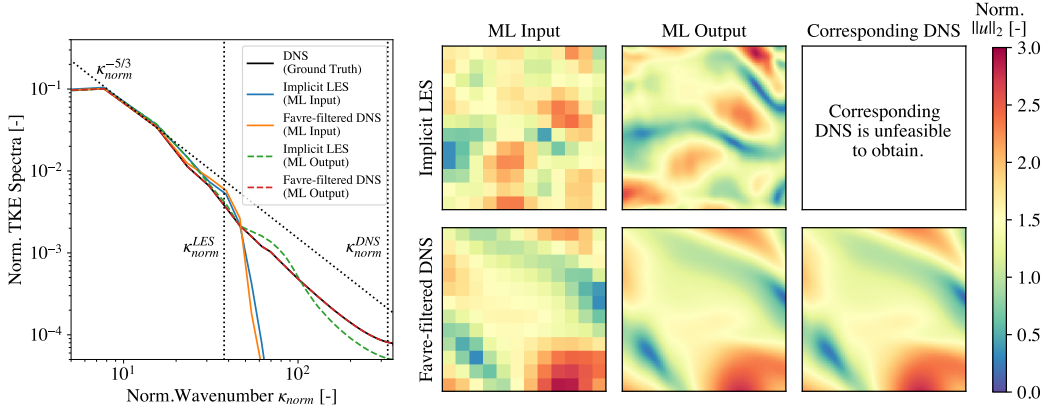 κ_norm^−5/3
DNS
(Ground Truth)
Implicit LES
(ML Input)
Favre-filtered DNS
(ML Input)
Implicit LES
(ML Output)
Favre-filtered DNS
(ML Output)
κ_norm^LES
κ_norm^DNS
Norm. TKE Spectra [-]
10^−1
10^−2
10^−3
10^−4
10^1
10^2
Norm.Wavenumber κ_norm [-]
ML Input
ML Output
Corresponding DNS
Implicit LES
Corresponding
DNS is unfeasible
to obtain.
Favre-filtered DNS
Norm.
||u||_2 [-]
3.0
2.5
2.0
1.5
1.0
0.5
0.0